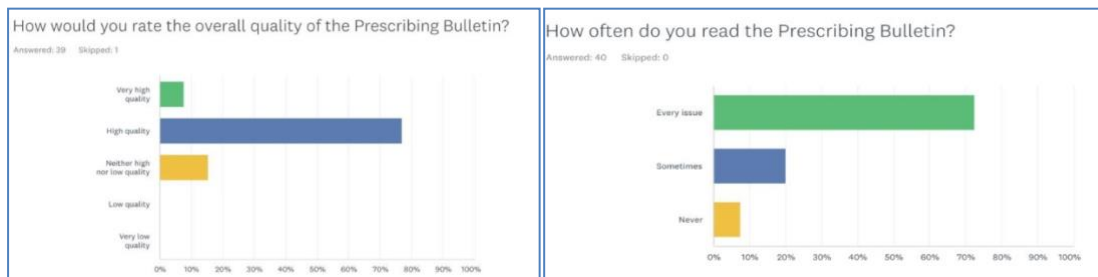 How would you rate the overall quality of the Prescribing Bulletin?
Answered: 39 Skipped: 1
Very high
quality
High quality
Neither high
nor low quality
Low quality
Very low
quality
0% 10% 20% 30% 40% 50% 60% 70% 80% 90% 100%
How often do you read the Prescribing Bulletin?
Answered: 40 Skipped: 0
Every issue
Sometimes
Never
0% 10% 20% 30% 40% 50% 60% 70% 80% 90% 100%